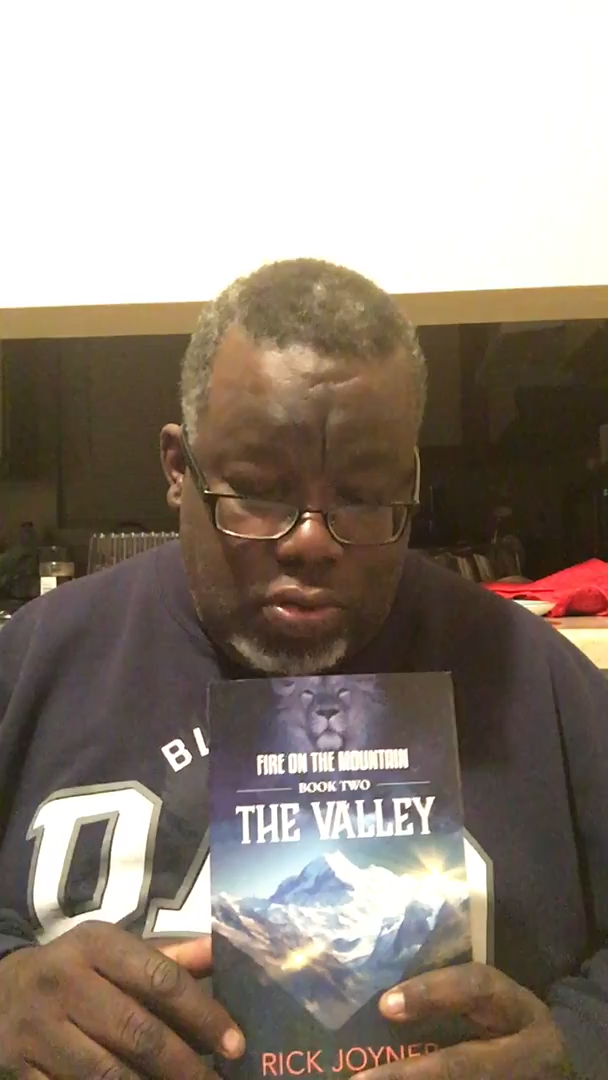 FIRE ON THE MOUNTAIN
BOOK TWO
THE VALLEY
RICK JOYNER